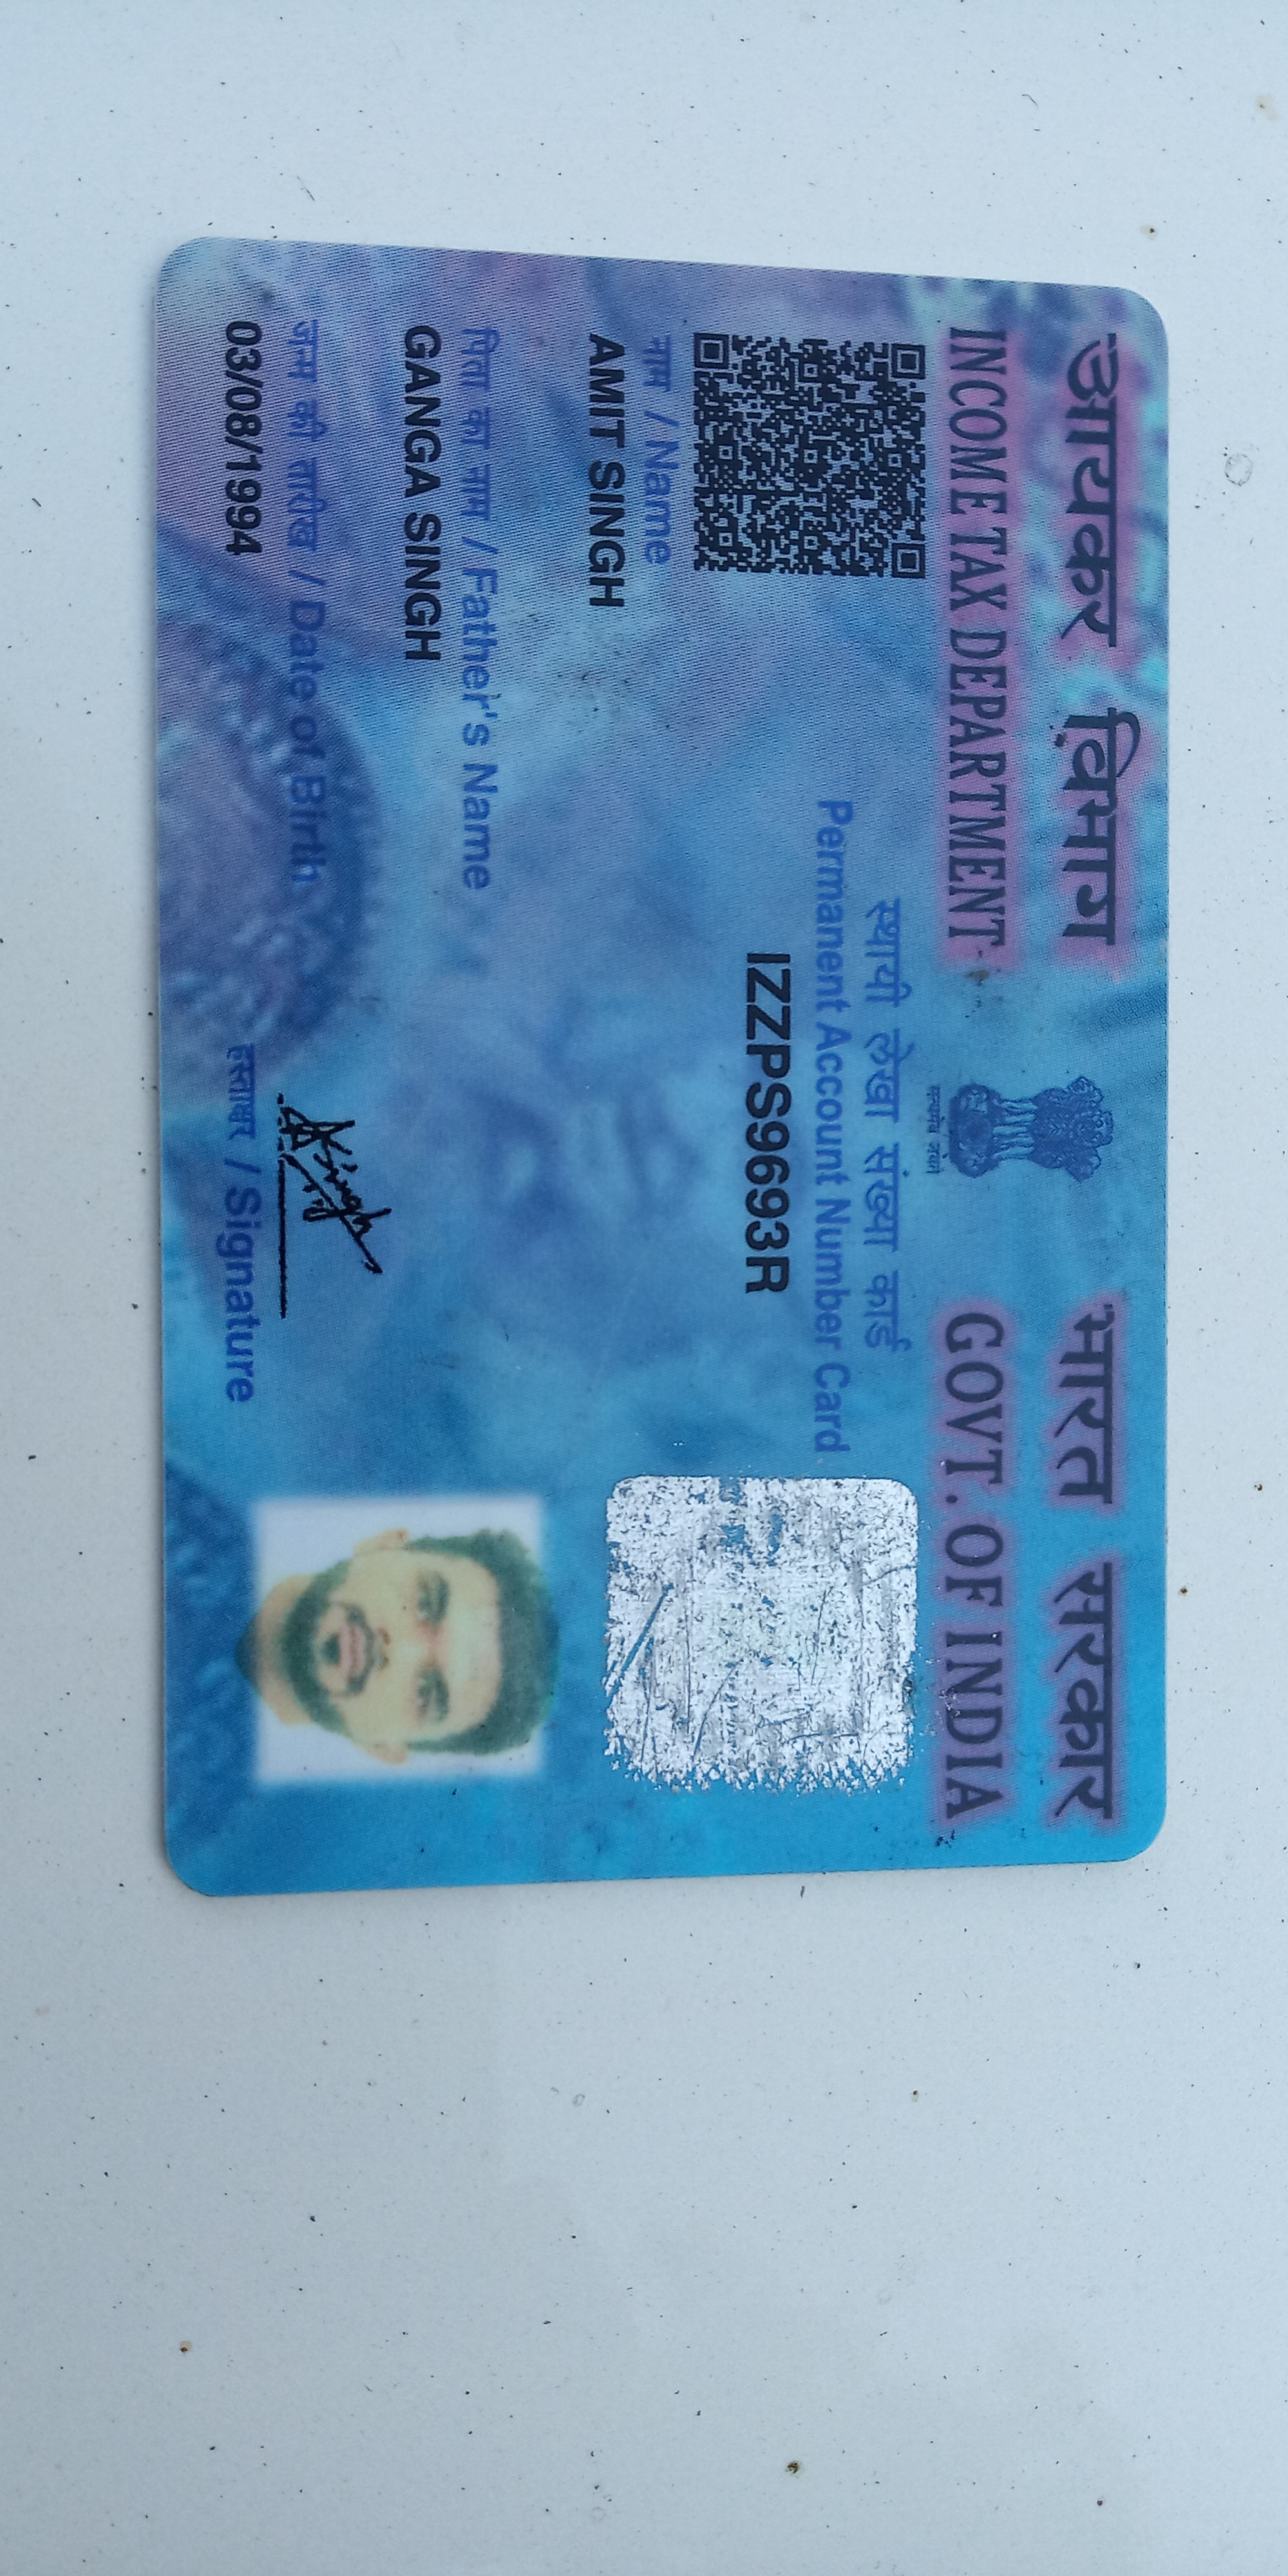 आयकर विभाग
INCOME TAX DEPARTMENT
सत्यमेव जयते
भारत सरकार
GOVT. OF INDIA
स्थायी लेखा संख्या कार्ड
Permanent Account Number Card
IZZPS9693R
नाम / Name
AMIT SINGH
पिता का नाम / Father's Name
GANGA SINGH
जन्म की तारीख / Date of Birth
03/08/1994
ASingh
हस्ताक्षर / Signature